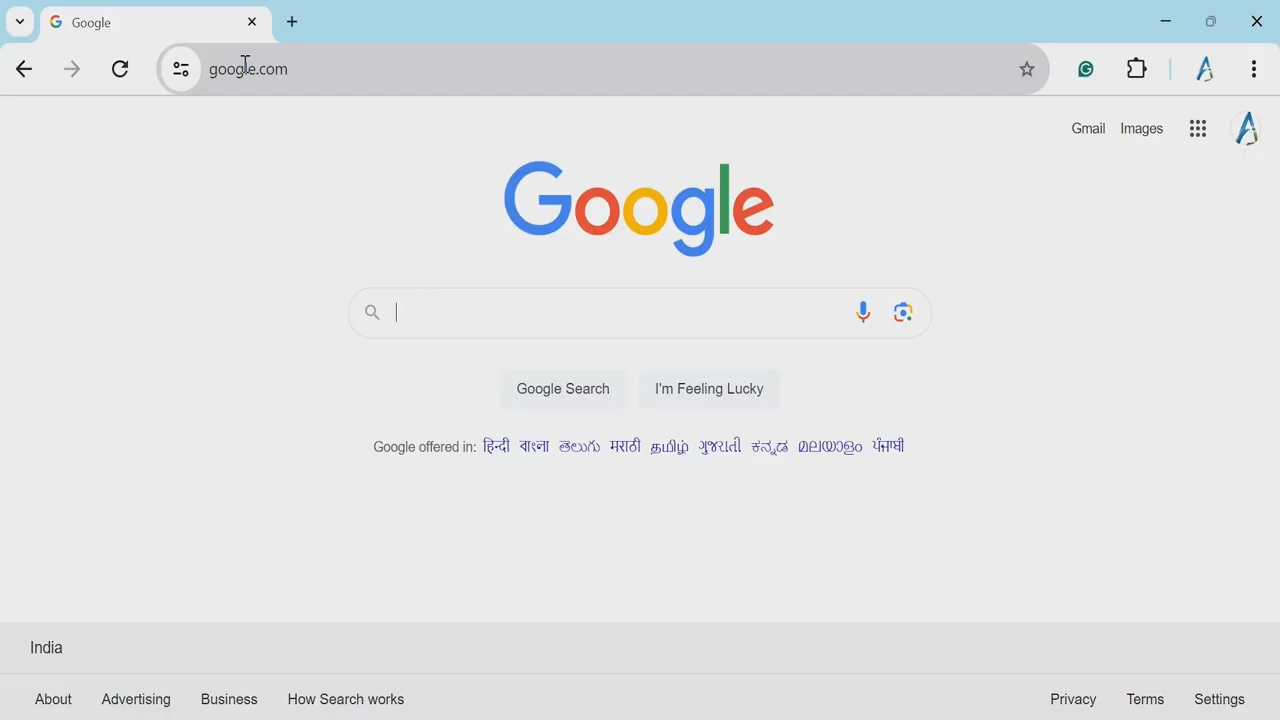 Google
google.com
Gmail Images
Google
Google Search I'm Feeling Lucky
Google offered in: हिन्दी বাংলা తెలుగు मराठी தமிழ் ગુજરાતી ಕನ್ನಡ മലയാളം ਪੰਜਾਬੀ
India
About Advertising Business How Search works Privacy Terms Settings